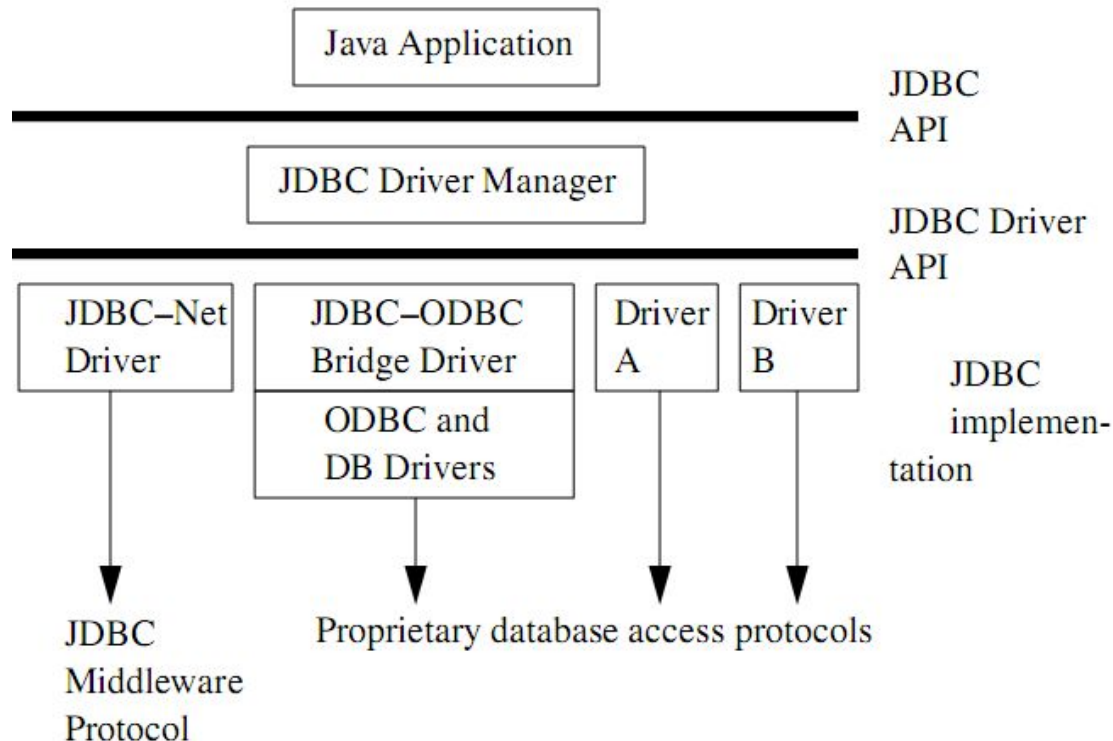 Java Application
JDBC
API
JDBC Driver Manager
JDBC Driver
API
JDBC–Net
Driver
JDBC–ODBC
Bridge Driver
ODBC and
DB Drivers
Driver
A
Driver
B
JDBC
implemen-
tation
JDBC
Middleware
Protocol
Proprietary database access protocols